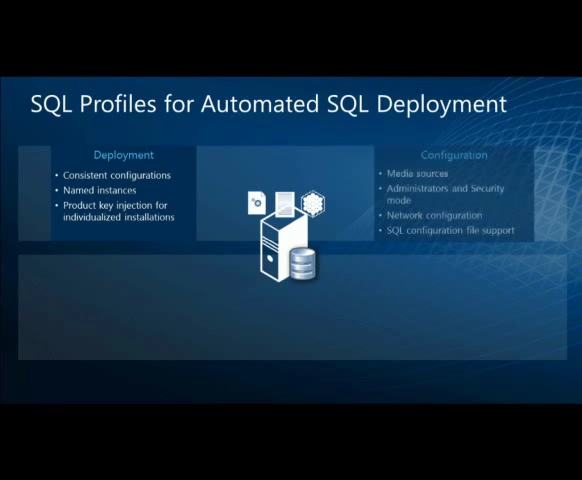 SQL Profiles for Automated SQL Deployment
Deployment
• Consistent configurations
• Named instances
• Product key injection for
individualized installations
Configuration
• Media sources
• Administrators and Security
mode
• Network configuration
• SQL configuration file support